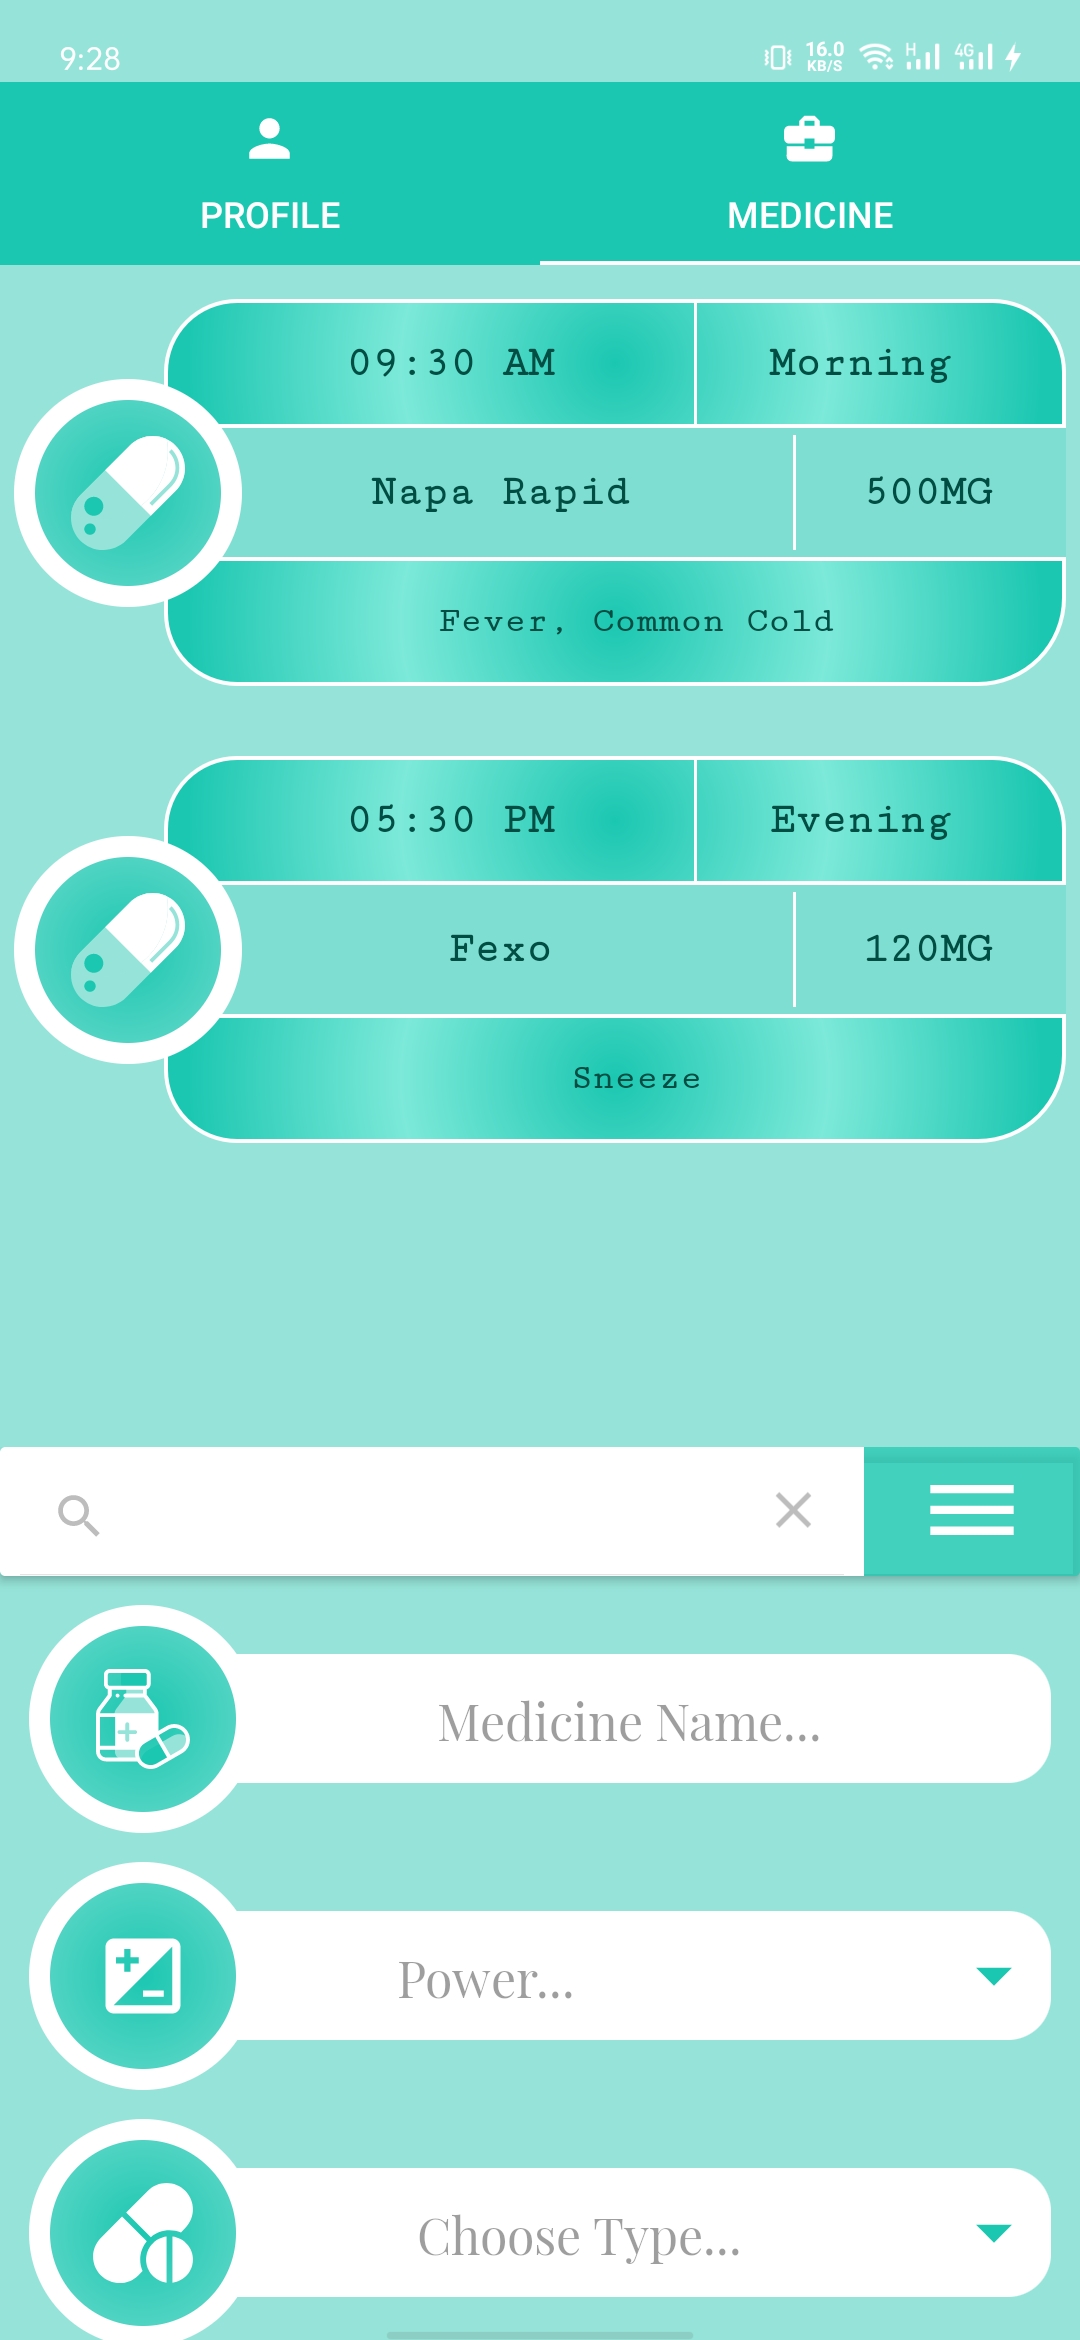 9:28
16.0
KB/S
H
4G
PROFILE
MEDICINE
09:30 AM
Morning
Napa Rapid
500MG
Fever, Common Cold
05:30 PM
Evening
Fexo
120MG
Sneeze
Medicine Name...
Power...
Choose Type...